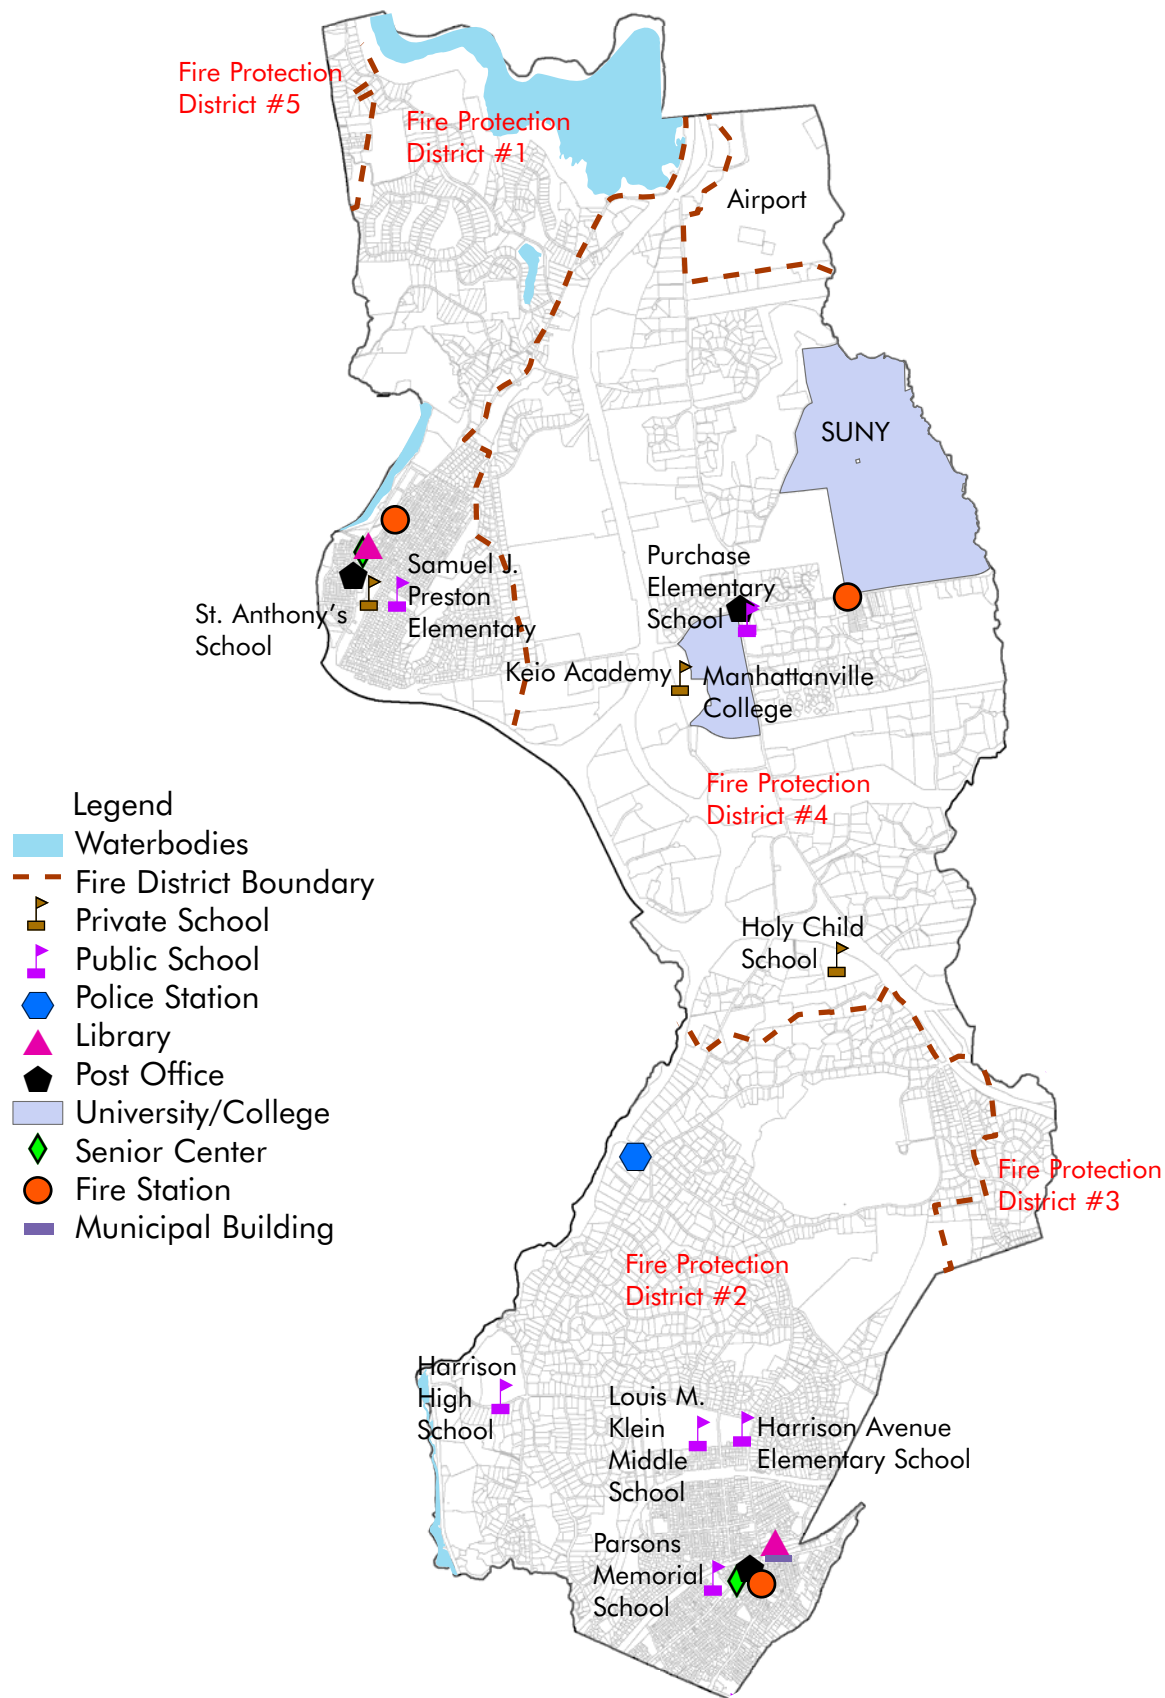 Fire Protection
District #5
Fire Protection
District #1
Airport
SUNY
Samuel J.
Preston
Elementary
St. Anthony's
School
Purchase
Elementary
School
Keio Academy
Manhattanville
College
Fire Protection
District #4
Legend
Waterbodies
Fire District Boundary
Private School
Public School
Police Station
Library
Post Office
University/College
Senior Center
Fire Station
Municipal Building
Holy Child
School
Fire Protection
District #3
Fire Protection
District #2
Harrison
High
School
Louis M.
Klein
Middle
School
Harrison Avenue
Elementary School
Parsons
Memorial
School